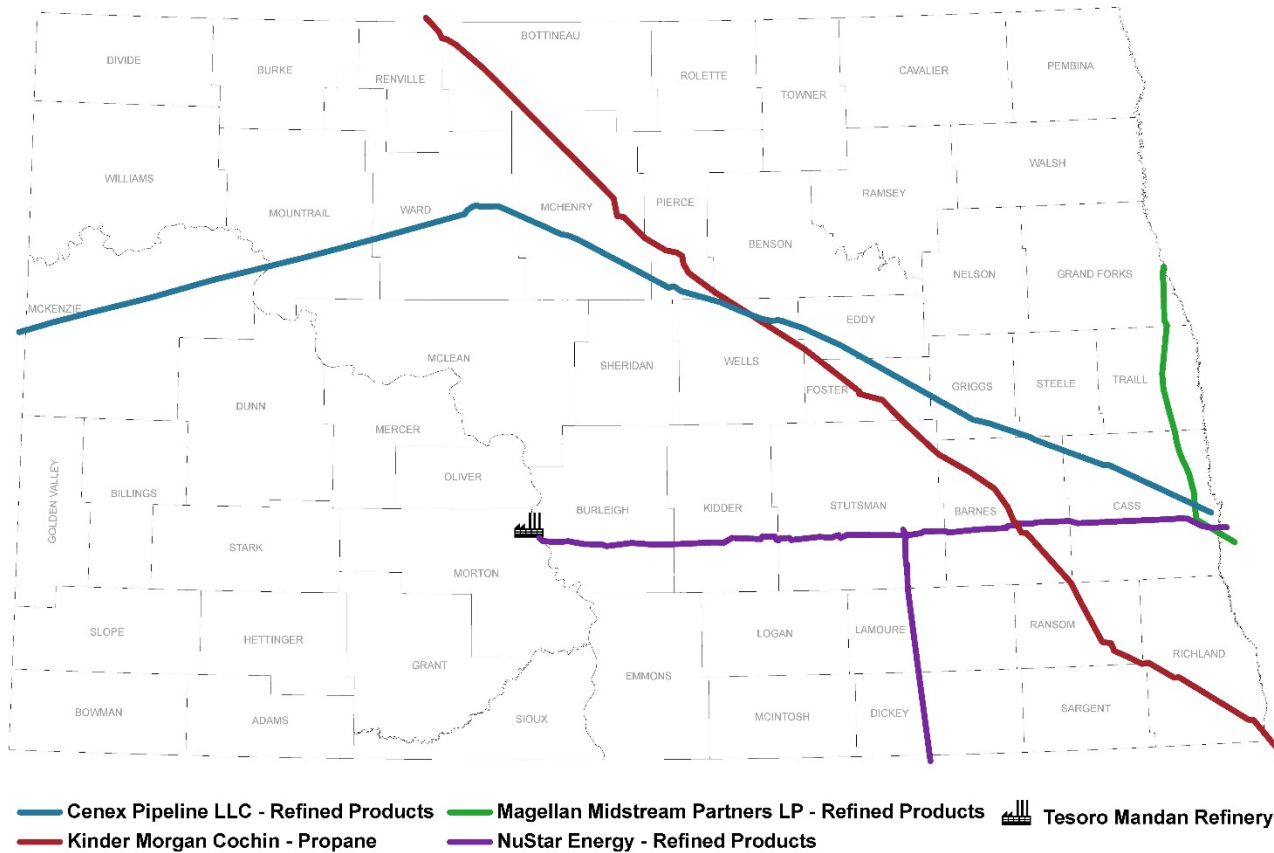 BOTTINEAU
DIVIDE
BURKE
RENVILLE
ROLETTE
TOWNER
CAVALIER
PEMBINA
WILLIAMS
MOUNTRAIL
WARD
MCHENRY
PIERCE
BENSON
RAMSEY
WALSH
NELSON
GRAND FORKS
MCKENZIE
MCLEAN
SHERIDAN
WELLS
EDDY
FOSTER
GRIGGS
STEELE
TRAILL
DUNN
MERCER
OLIVER
GOLDEN VALLEY
BILLINGS
STARK
MORTON
BURLEIGH
KIDDER
STUTSMAN
BARNES
CASS
SLOPE
HETTINGER
GRANT
EMMONS
LOGAN
LAMOURE
RANSOM
RICHLAND
BOWMAN
ADAMS
SIOUX
MCINTOSH
DICKEY
SARGENT
Cenex Pipeline LLC - Refined Products
Magellan Midstream Partners LP - Refined Products
Tesoro Mandan Refinery
Kinder Morgan Cochin - Propane
NuStar Energy - Refined Products